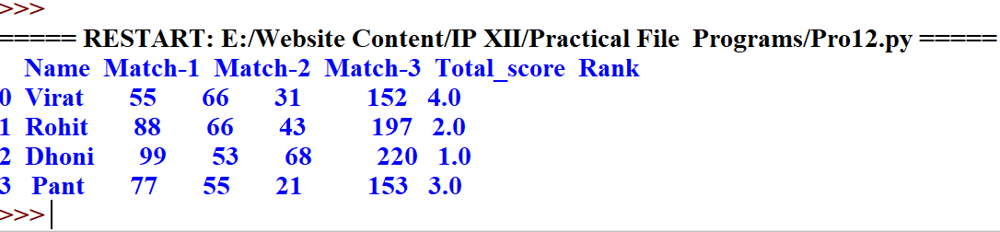 >>>
===== RESTART: E:/Website Content/IP XII/Practical File  Programs/Pro12.py =====
Name Match-1 Match-2 Match-3 Total_score Rank
0 Virat 55 66 31 152 4.0
1 Rohit 88 66 43 197 2.0
2 Dhoni 99 53 68 220 1.0
3 Pant 77 55 21 153 3.0
>>>